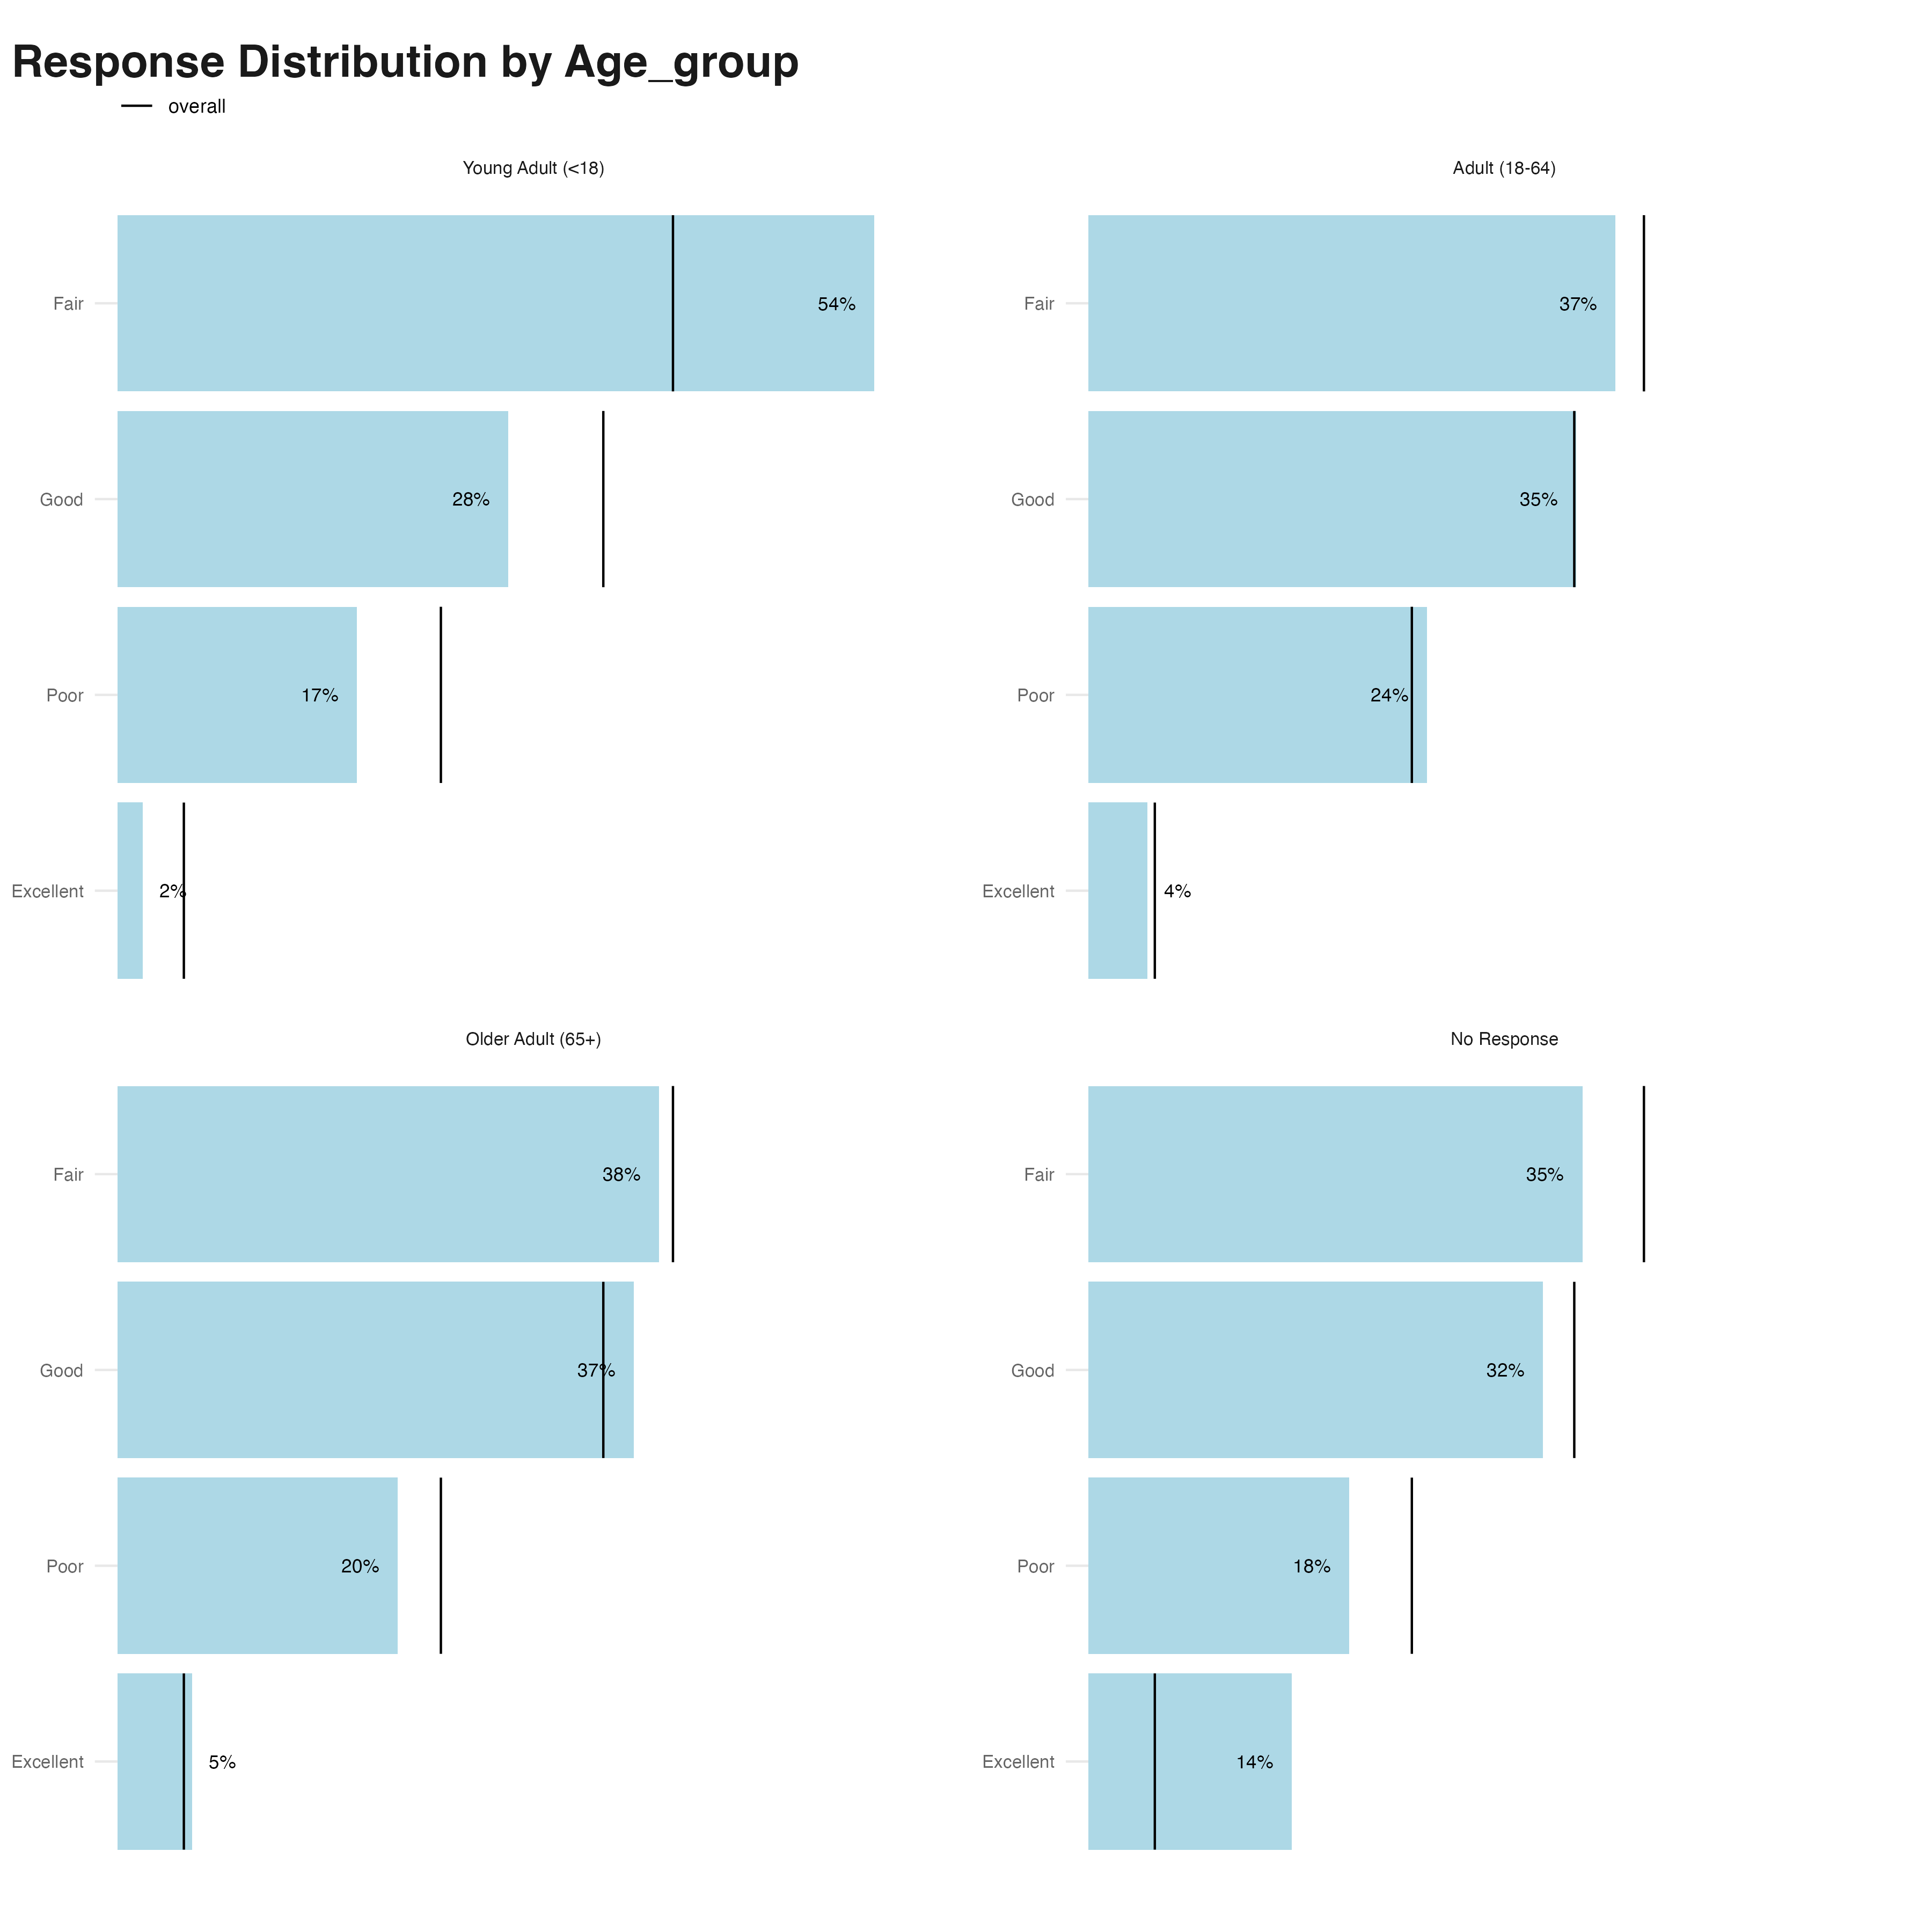 Response Distribution by Age_group
overall
Young Adult (<18)
Fair
54%
Good
28%
Poor
17%
Excellent
2%
Adult (18-64)
Fair
37%
Good
35%
Poor
24%
Excellent
4%
Older Adult (65+)
Fair
38%
Good
37%
Poor
20%
Excellent
5%
No Response
Fair
35%
Good
32%
Poor
18%
Excellent
14%